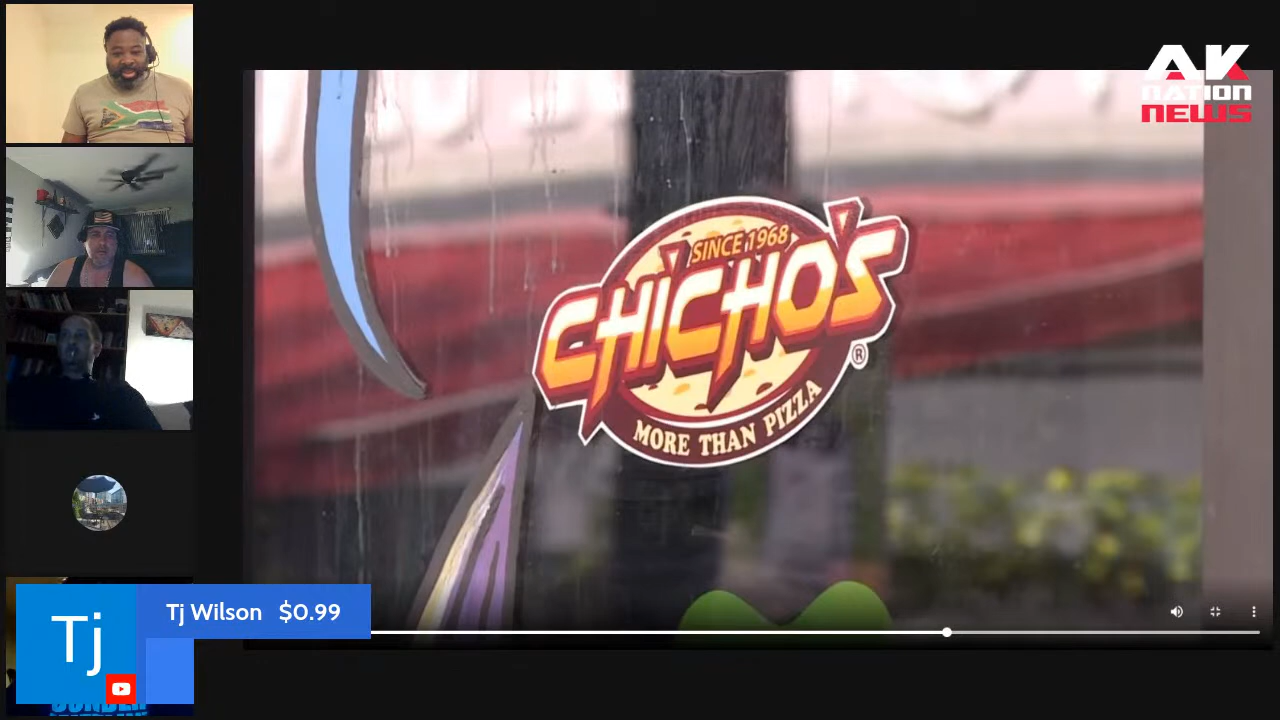 AK
NATION
NEWS
SINCE 1968
CHICHO'S
®
MORE THAN PIZZA
Tj
Tj Wilson $0.99